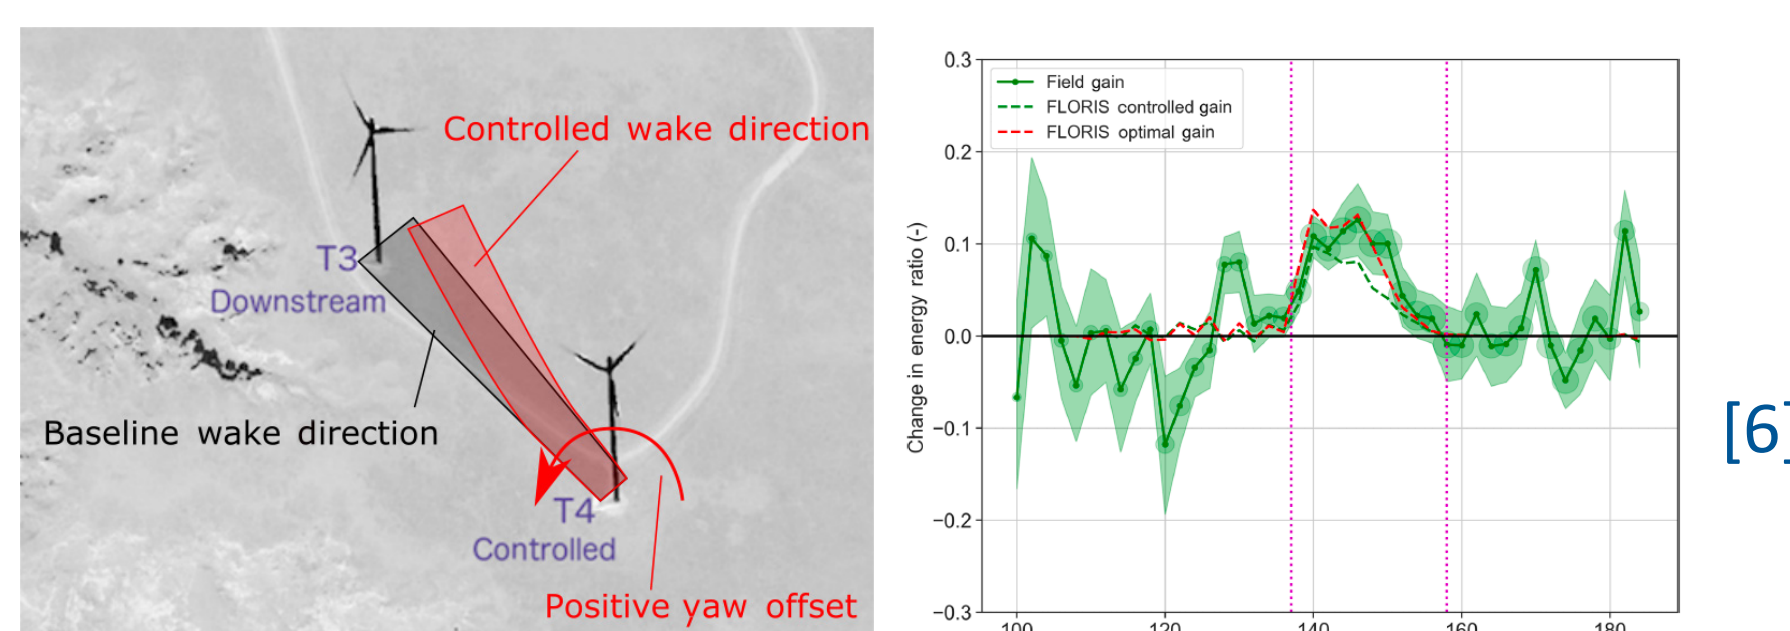 Controlled wake direction
T3
Downstream
Baseline wake direction
T4
Controlled
Positive yaw offset
0.3
Field gain
FLORIS controlled gain
FLORIS optimal gain
0.2
0.1
0.0
−0.1
−0.2
−0.3
Change in energy ratio (-)
100
120
140
160
180
[6]